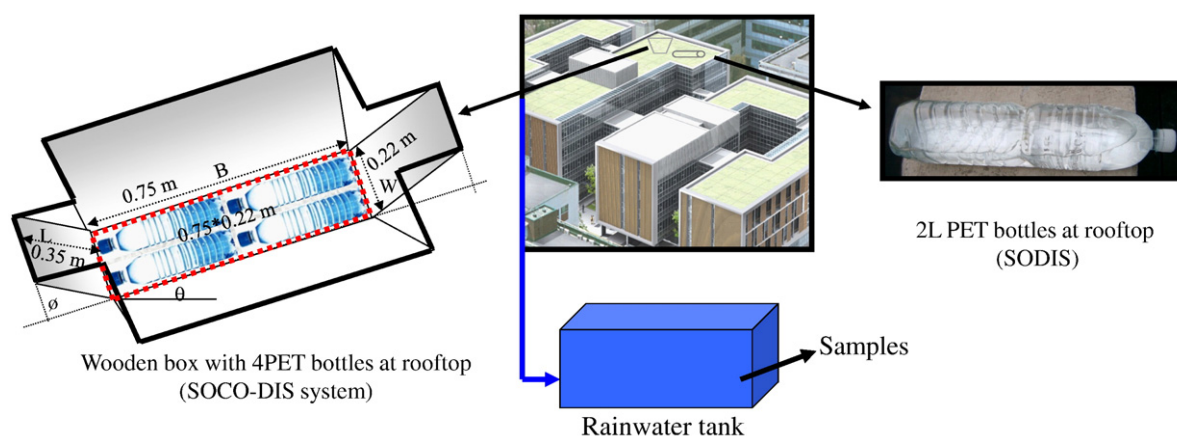 B
0.75 m
0.22 m
W
0.75*0.22 m
L
0.35 m
ø
θ
Wooden box with 4PET bottles at rooftop
(SOCO-DIS system)
2L PET bottles at rooftop
(SODIS)
Samples
Rainwater tank